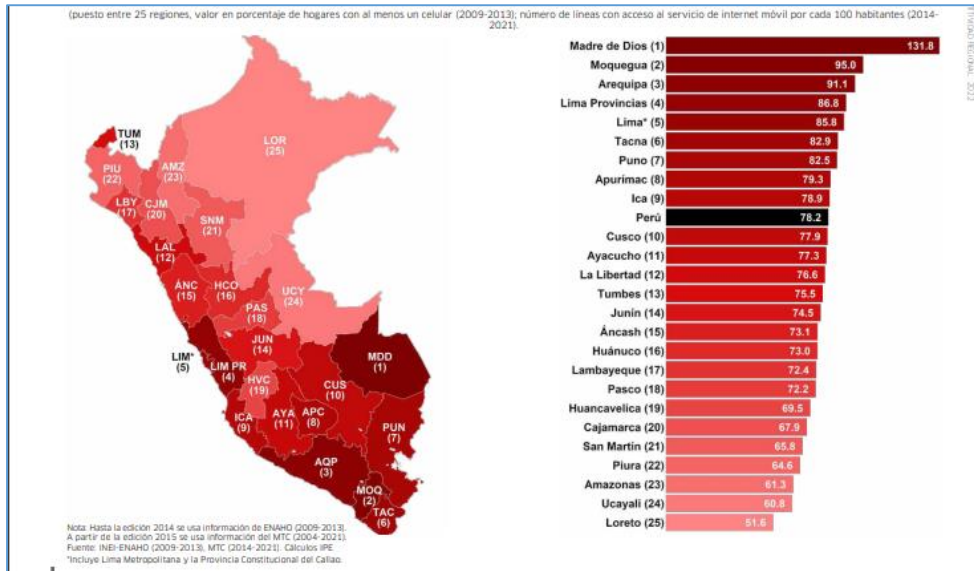 (puesto entre 25 regiones, valor en porcentaje de hogares con al menos un celular (2009-2013); número de líneas con acceso al servicio de internet móvil por cada 100 habitantes (2014-
2021).
TUM
(13)
PIU
(22)
AMZ
(23)
LOR
(25)
LBY
(17)
CJM
(20)
SNM
(21)
LAL
(12)
ÁNC
(15)
HCO
(16)
UCY
(24)
PAS
(18)
JUN
(14)
LIM*
(5)
LIM PR
(4)
HVC
(19)
MDD
(1)
CUS
(10)
ICA
(9)
AYA
(11)
APC
(8)
PUN
(7)
AQP
(3)
MOQ
(2)
TAC
(6)
Madre de Dios (1) 131.8
Moquegua (2) 95.0
Arequipa (3) 91.1
Lima Provincias (4) 86.8
Lima* (5) 85.8
Tacna (6) 82.9
Puno (7) 82.5
Apurímac (8) 79.3
Ica (9) 78.9
Perú 78.2
Cusco (10) 77.9
Ayacucho (11) 77.3
La Libertad (12) 76.6
Tumbes (13) 75.5
Junín (14) 74.5
Áncash (15) 73.1
Huánuco (16) 73.0
Lambayeque (17) 72.4
Pasco (18) 72.2
Huancavelica (19) 69.5
Cajamarca (20) 67.9
San Martín (21) 65.8
Piura (22) 64.6
Amazonas (23) 61.3
Ucayali (24) 60.8
Loreto (25) 51.6
Nota: Hasta la edición 2014 se usa información de ENAHO (2009-2013).
A partir de la edición 2015 se usa información del MTC (2004-2021).
Fuente: INEI-ENAHO (2009-2013), MTC (2014-2021). Cálculos IPE
*Incluye Lima Metropolitana y la Provincia Constitucional del Callao.
REGIONAL 2022